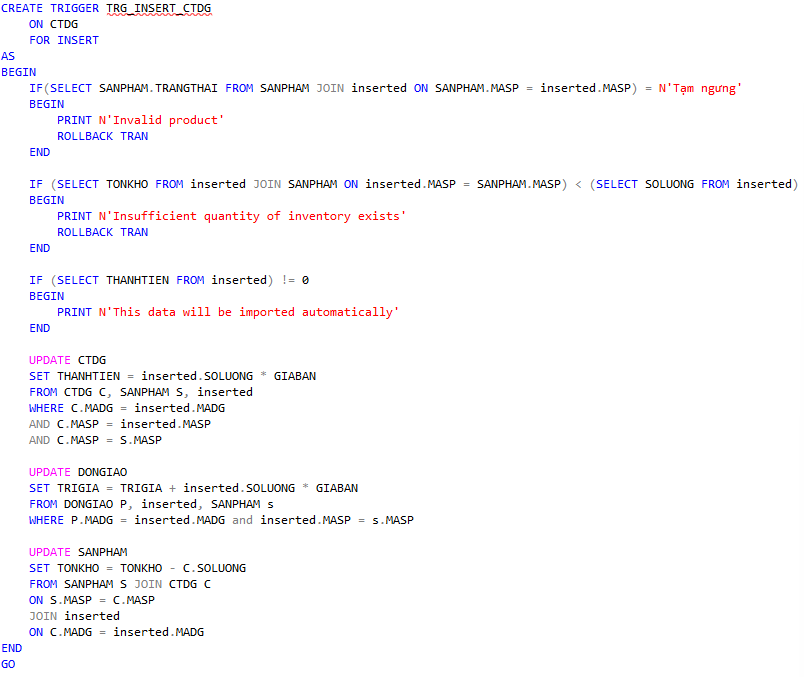 CREATE TRIGGER TRG_INSERT_CTDG
    ON CTDG
    FOR INSERT
AS
BEGIN
    IF(SELECT SANPHAM.TRANGTHAI FROM SANPHAM JOIN inserted ON SANPHAM.MASP = inserted.MASP) = N'Tạm ngưng'
    BEGIN
        PRINT N'Invalid product'
        ROLLBACK TRAN
    END

    IF (SELECT TONKHO FROM inserted JOIN SANPHAM ON inserted.MASP = SANPHAM.MASP) < (SELECT SOLUONG FROM inserted)
    BEGIN
        PRINT N'Insufficient quantity of inventory exists'
        ROLLBACK TRAN
    END

    IF (SELECT THANHTIEN FROM inserted) != 0
    BEGIN
        PRINT N'This data will be imported automatically'
    END

    UPDATE CTDG
    SET THANHTIEN = inserted.SOLUONG * GIABAN
    FROM CTDG C, SANPHAM S, inserted
    WHERE C.MADG = inserted.MADG
    AND C.MASP = inserted.MASP
    AND C.MASP = S.MASP

    UPDATE DONGIAO
    SET TRIGIA = TRIGIA + inserted.SOLUONG * GIABAN
    FROM DONGIAO P, inserted, SANPHAM s
    WHERE P.MADG = inserted.MADG and inserted.MASP = s.MASP

    UPDATE SANPHAM
    SET TONKHO = TONKHO - C.SOLUONG
    FROM SANPHAM S JOIN CTDG C
    ON S.MASP = C.MASP
    JOIN inserted
    ON C.MADG = inserted.MADG
END
GO